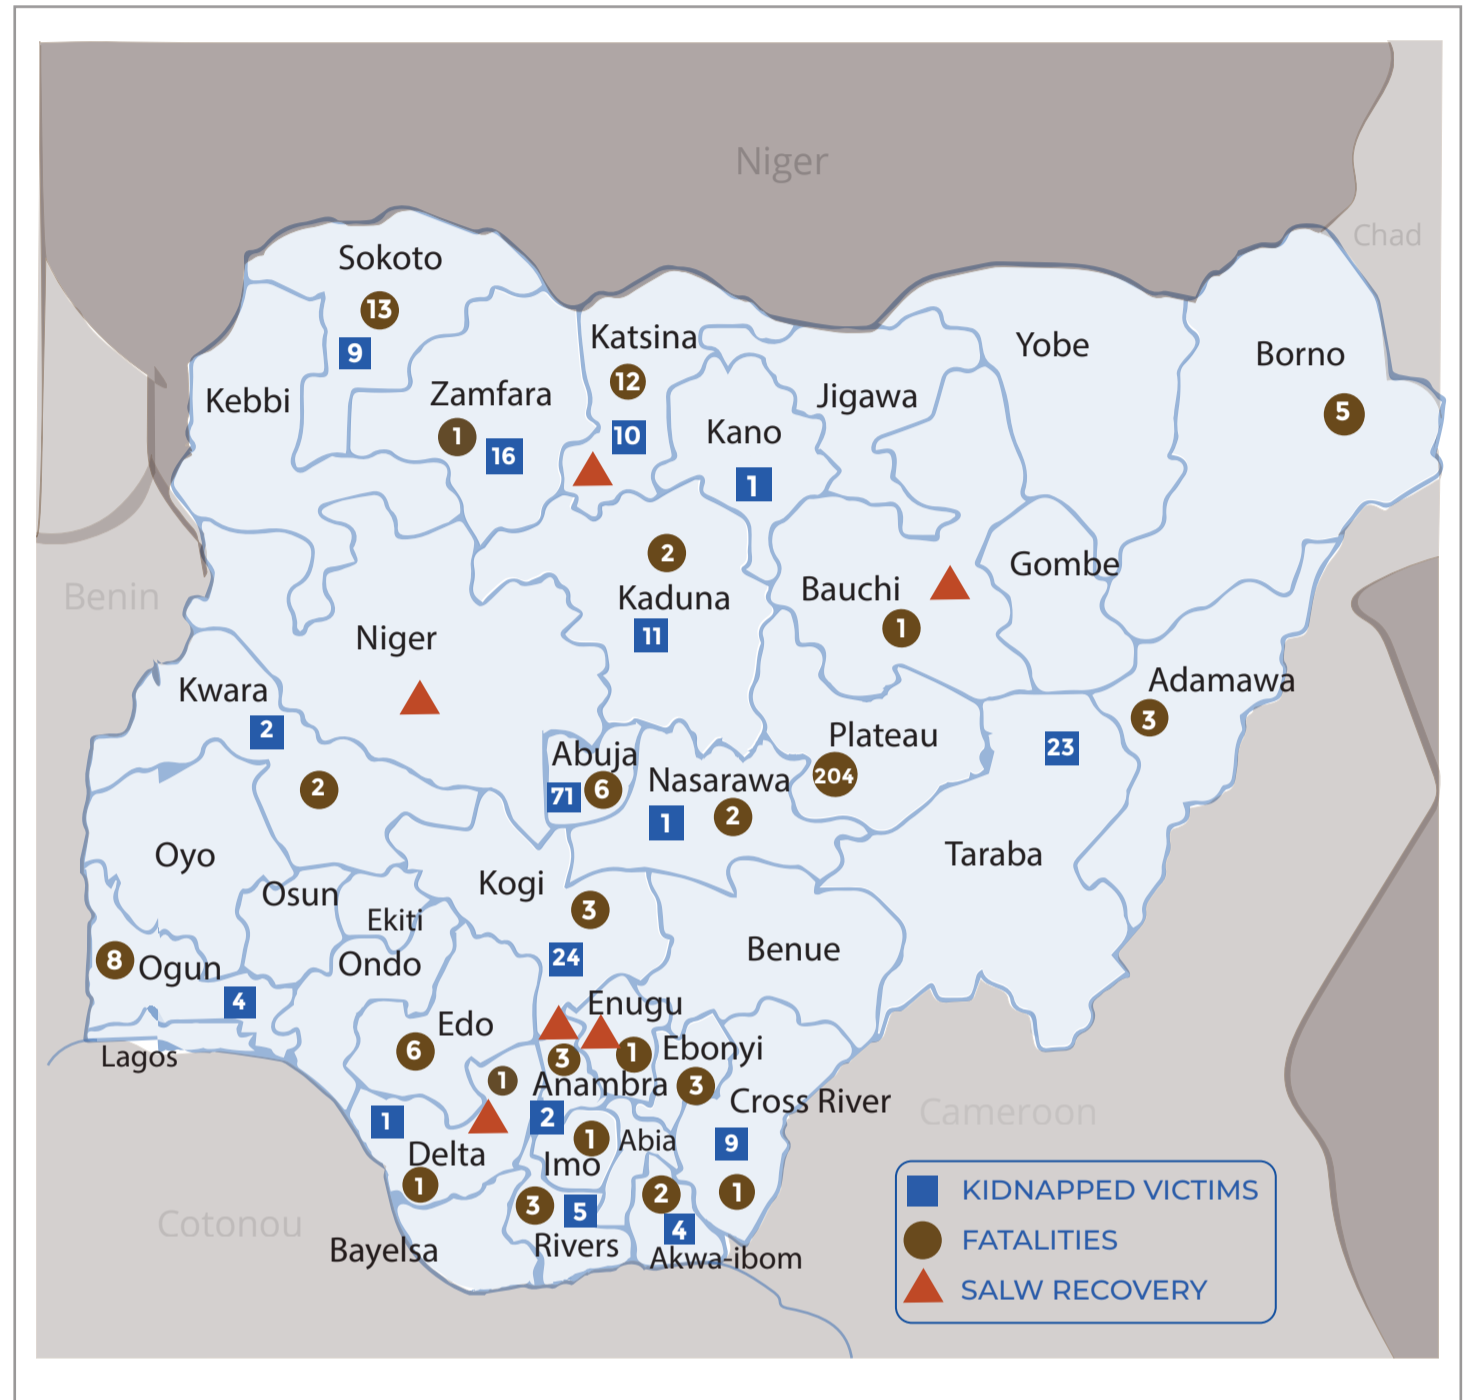 Niger
Chad
Sokoto
13
9
Katsina
12
10
Yobe
Borno
5
Kebbi
Zamfara
1
16
Jigawa
Kano
1
2
Kaduna
11
Bauchi
1
Gombe
Benin
Niger
Kwara
2
2
Adamawa
3
Plateau
204
23
Abuja
71
6
Nasarawa
1
2
Taraba
Oyo
Osun
Ekiti
Kogi
3
24
Benue
8
Ogun
4
Ondo
Lagos
Edo
6
Enugu
1
Ebonyi
3
3
Anambra
2
1
Cross River
9
1
Cameroon
1
Delta
1
1
Imo
Abia
3
5
Rivers
2
4
Akwa-ibom
Cotonou
Bayelsa
KIDNAPPED VICTIMS
FATALITIES
SALW RECOVERY